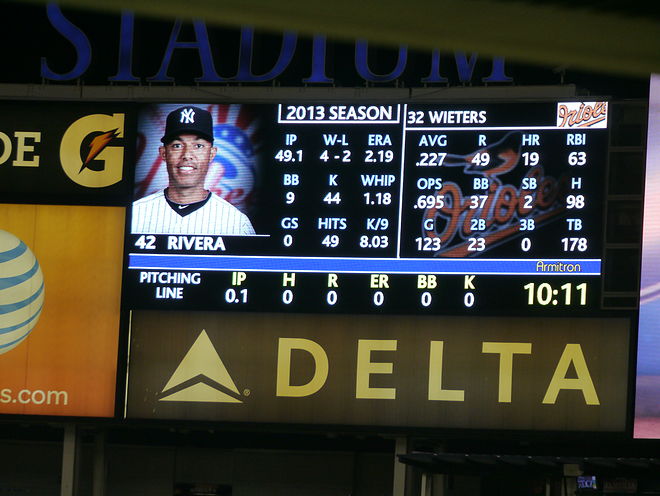 STADIUM
DE G
2013 SEASON
IP W-L ERA
49.1 4 - 2 2.19
BB K WHIP
9 44 1.18
GS HITS K/9
0 49 8.03
NY
42 RIVERA
32 WIETERS
Orioles
AVG R HR RBI
.227 49 19 63
OPS BB SB H
.695 37 2 98
G 2B 3B TB
123 23 0 178
Orioles
Armitron
PITCHING LINE
IP H R ER BB K
0.1 0 0 0 0 0
10:11
DELTA
s.com